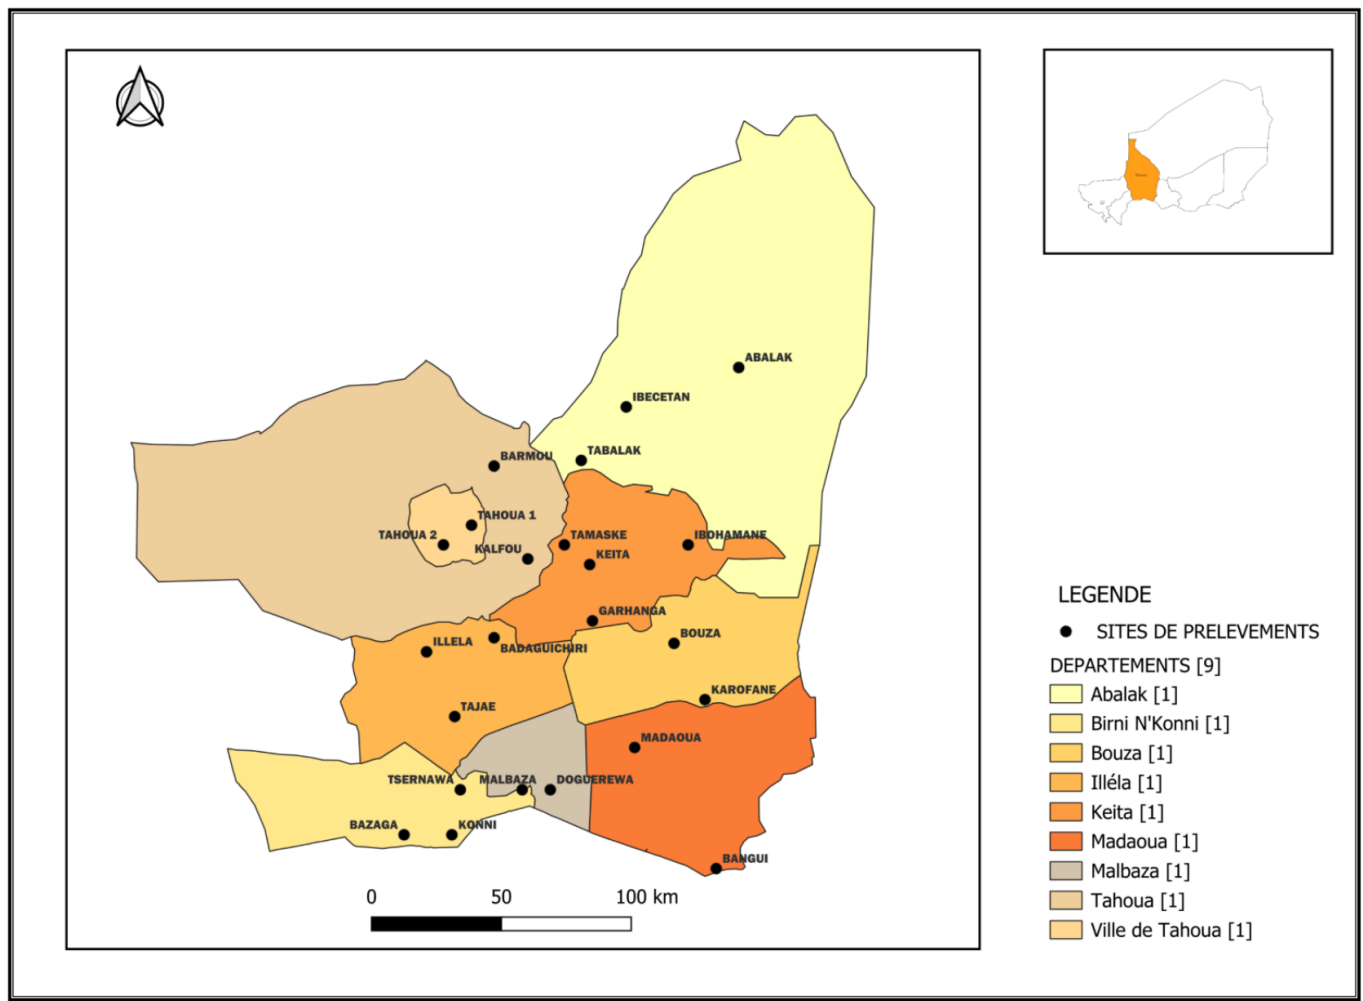 ABALAK
IBECETAN
TABALAK
BARMOU
TAHOUA 1
TAHOUA 2
KALFOU
TAMASKE
IBOHAMANE
KEITA
GARHANGA
BOUZA
ILLELA
BADAGUICHIRI
KAROFANE
TAJAE
MADAOUA
TSERNAWA
MALBAZA
DOGUEREWA
BAZAGA
KONNI
BANGUI
0 50 100 km
LEGENDE
SITES DE PRELEVEMENTS
DEPARTEMENTS [9]
Abalak [1]
Birni N'Konni [1]
Bouza [1]
Illéla [1]
Keita [1]
Madaoua [1]
Malbaza [1]
Tahoua [1]
Ville de Tahoua [1]